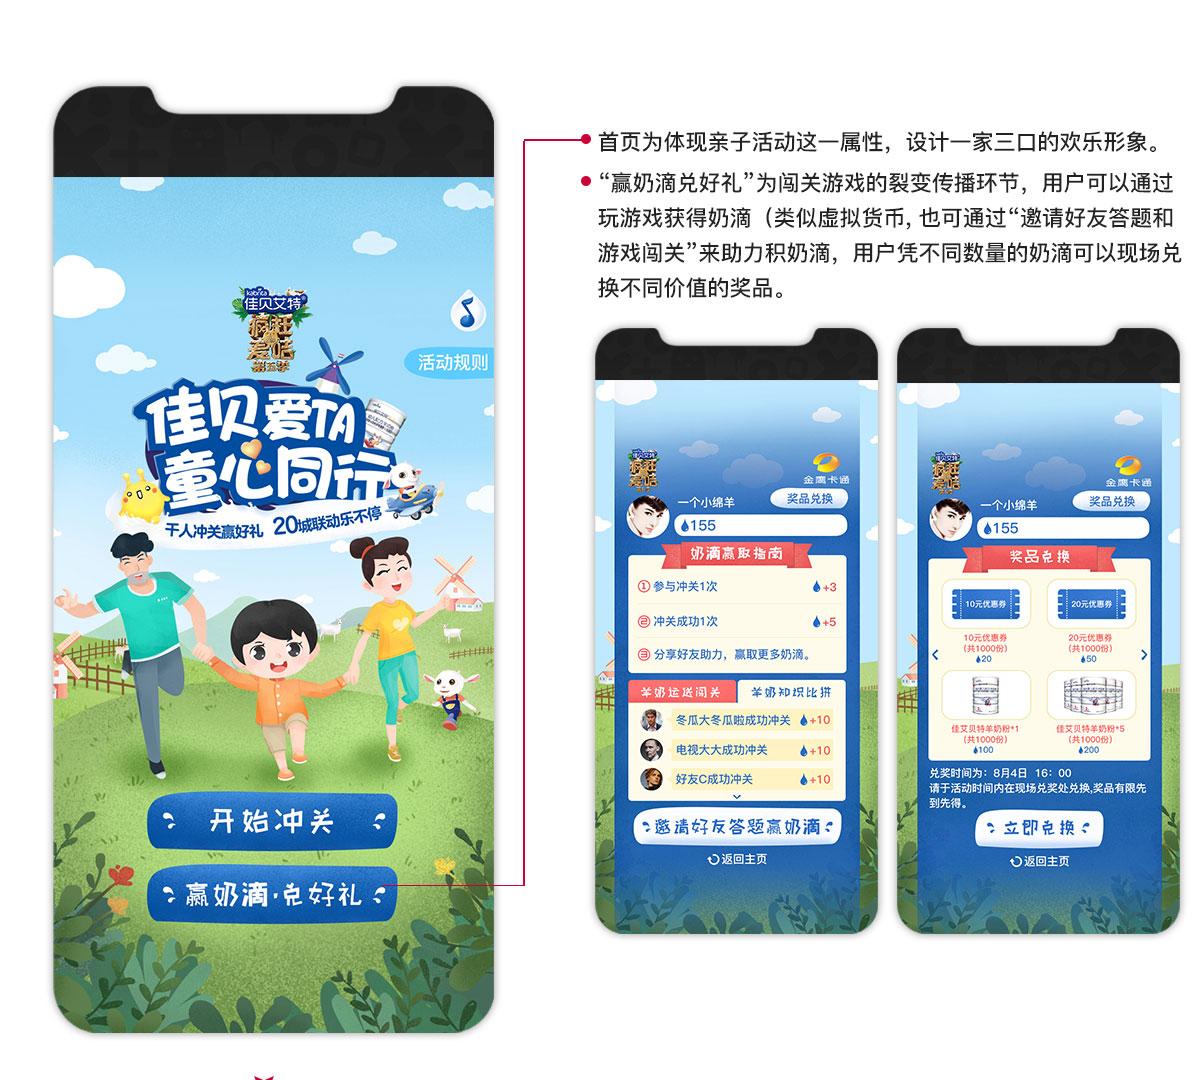 首页为体现亲子活动这一属性，设计一家三口的欢乐形象。
“赢奶滴兑好礼”为闯关游戏的裂变传播环节，用户可以通过
玩游戏获得奶滴（类似虚拟货币, 也可通过“邀请好友答题和
游戏闯关”来助力积奶滴，用户凭不同数量的奶滴可以现场兑
换不同价值的奖品。
kabrita
佳贝艾特
疯狂
麦咭
第五季
活动规则
佳贝爱TA
童心同行
千人冲关赢好礼 20城联动乐不停
开始冲关
赢奶滴·兑好礼
佳贝艾特
疯狂
麦咭
金鹰卡通
一个小绵羊
奖品兑换
155
奶滴赢取指南
① 参与冲关1次 +3
② 冲关成功1次 +5
③ 分享好友助力，赢取更多奶滴。
羊奶运送闯关
羊奶知识比拼
冬瓜大冬瓜啦成功冲关 +10
电视大大成功冲关 +10
好友C成功冲关 +10
邀请好友答题赢奶滴
返回主页
佳贝艾特
疯狂
麦咭
金鹰卡通
一个小绵羊
奖品兑换
155
奖品兑换
10元优惠券
20元优惠券
10元优惠券
(共1000份)
20
20元优惠券
(共1000份)
50
佳艾贝特羊奶粉*1
(共1000份)
100
佳艾贝特羊奶粉*5
(共1000份)
200
兑奖时间为：8月4日 16：00
请于活动时间内在现场兑奖处兑换,奖品有限先
到先得。
立即兑换
返回主页